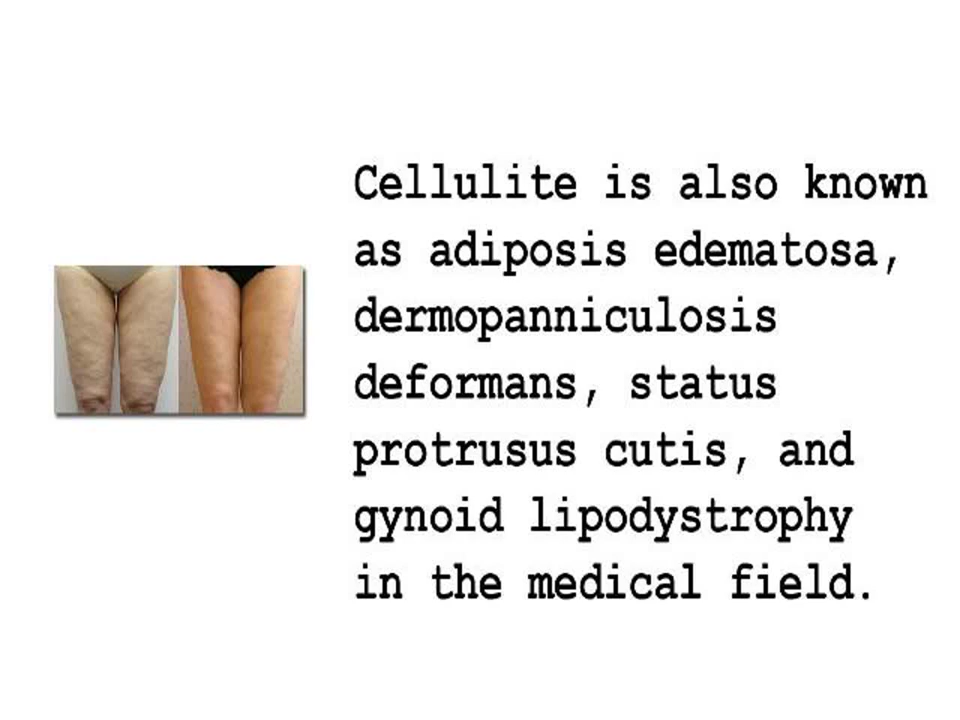 Cellulite is also known
as adiposis edematosa,
dermopanniculosis
deformans, status
protrusus cutis, and
gynoid lipodystrophy
in the medical field.